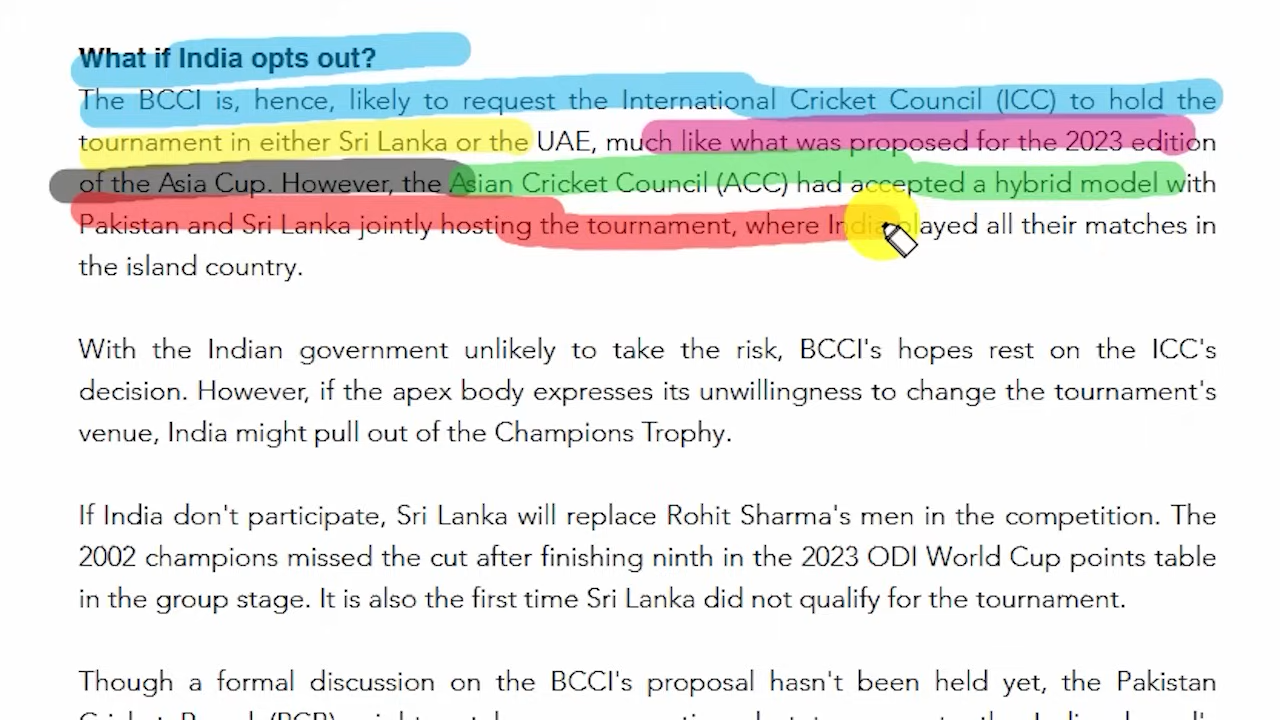 What if India opts out?
The BCCI is, hence, likely to request the International Cricket Council (ICC) to hold the
tournament in either Sri Lanka or the UAE, much like what was proposed for the 2023 edition
of the Asia Cup. However, the Asian Cricket Council (ACC) had accepted a hybrid model with
Pakistan and Sri Lanka jointly hosting the tournament, where India played all their matches in
the island country.
With the Indian government unlikely to take the risk, BCCI's hopes rest on the ICC's
decision. However, if the apex body expresses its unwillingness to change the tournament's
venue, India might pull out of the Champions Trophy.
If India don't participate, Sri Lanka will replace Rohit Sharma's men in the competition. The
2002 champions missed the cut after finishing ninth in the 2023 ODI World Cup points table
in the group stage. It is also the first time Sri Lanka did not qualify for the tournament.
Though a formal discussion on the BCCI's proposal hasn't been held yet, the Pakistan